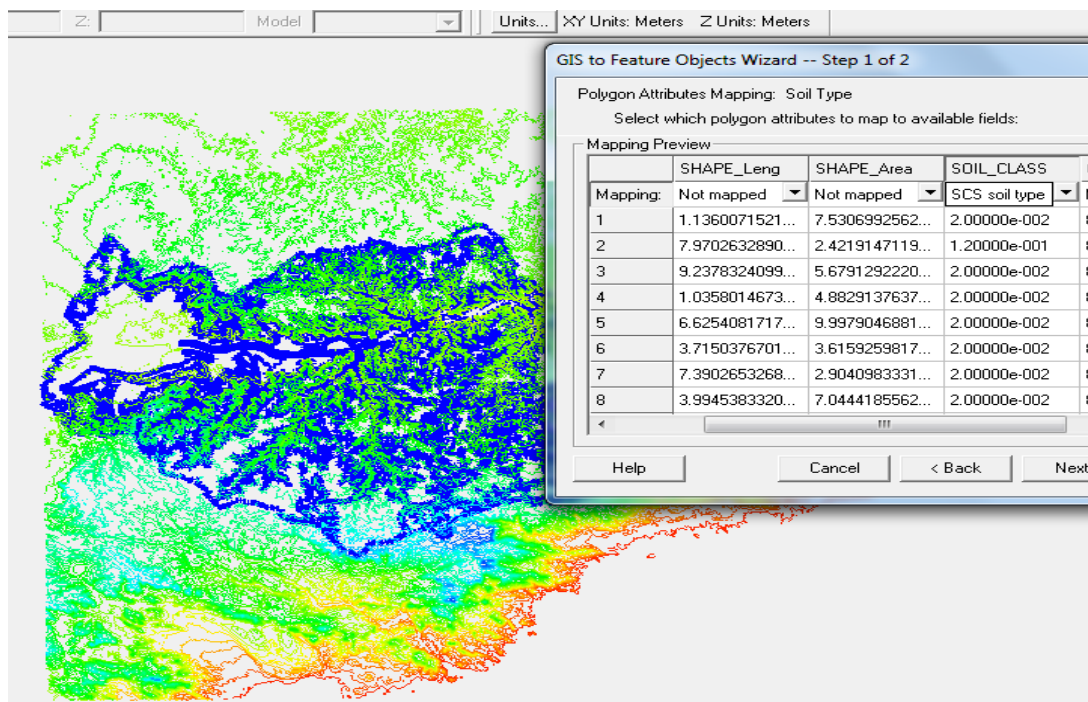 Z: Model Units... XY Units: Meters Z Units: Meters
GIS to Feature Objects Wizard -- Step 1 of 2
Polygon Attributes Mapping: Soil Type
Select which polygon attributes to map to available fields:
Mapping Preview
SHAPE_Leng SHAPE_Area SOIL_CLASS
Mapping: Not mapped Not mapped SCS soil type
1 1.1360071521... 7.5306992562... 2.00000e-002
2 7.9702632890... 2.4219147119... 1.20000e-001
3 9.2378324099... 5.6791292220... 2.00000e-002
4 1.0358014673... 4.8829137637... 2.00000e-002
5 6.6254081717... 9.9979046881... 2.00000e-002
6 3.7150376701... 3.6159259817... 2.00000e-002
7 7.3902653268... 2.9040983331... 2.00000e-002
8 3.9945383320... 7.0444185562... 2.00000e-002
Help Cancel < Back Next